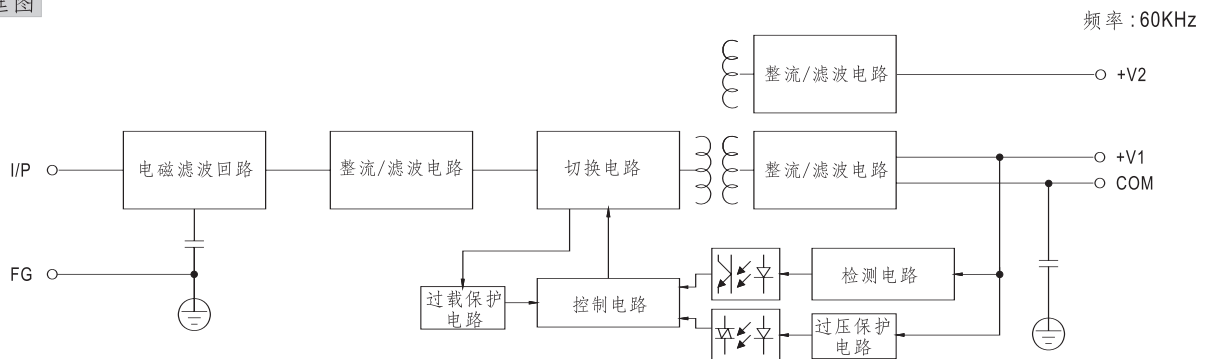 框图
频率:60KHz
整流/滤波电路
+V2
I/P
电磁滤波回路
整流/滤波电路
切换电路
整流/滤波电路
+V1
COM
FG
过载保护
电路
控制电路
检测电路
过压保护
电路